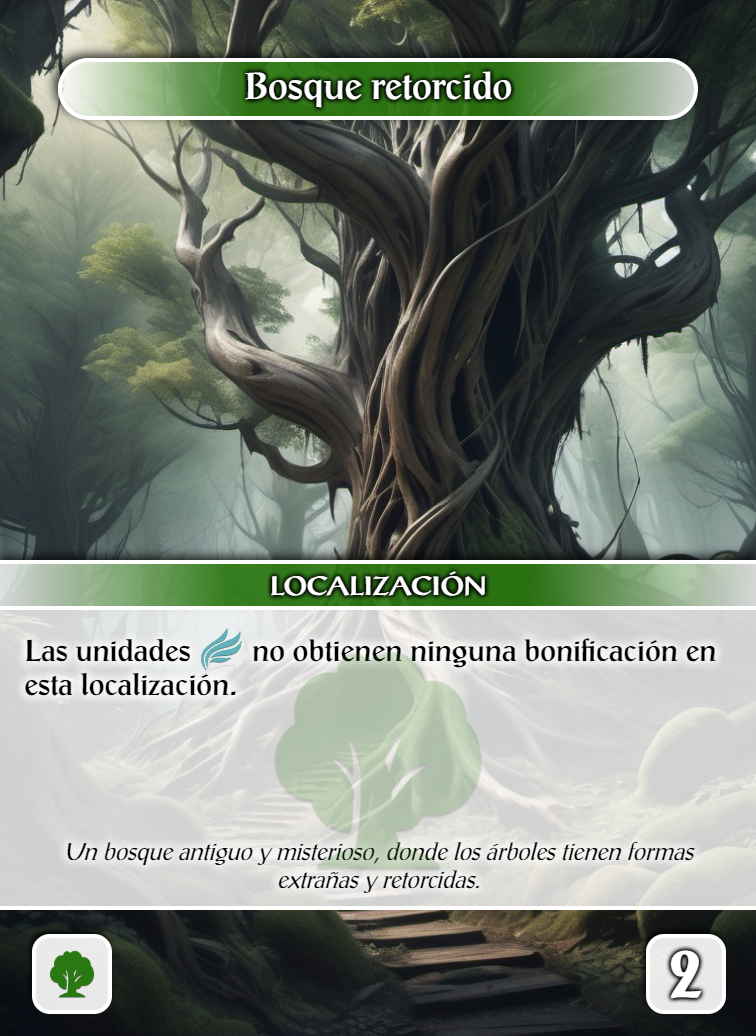 Bosque retorcido
LOCALIZACIÓN
Las unidades no obtienen ninguna bonificación en
esta localización.
Un bosque antiguo y misterioso, donde los árboles tienen formas
extrañas y retorcidas.
2